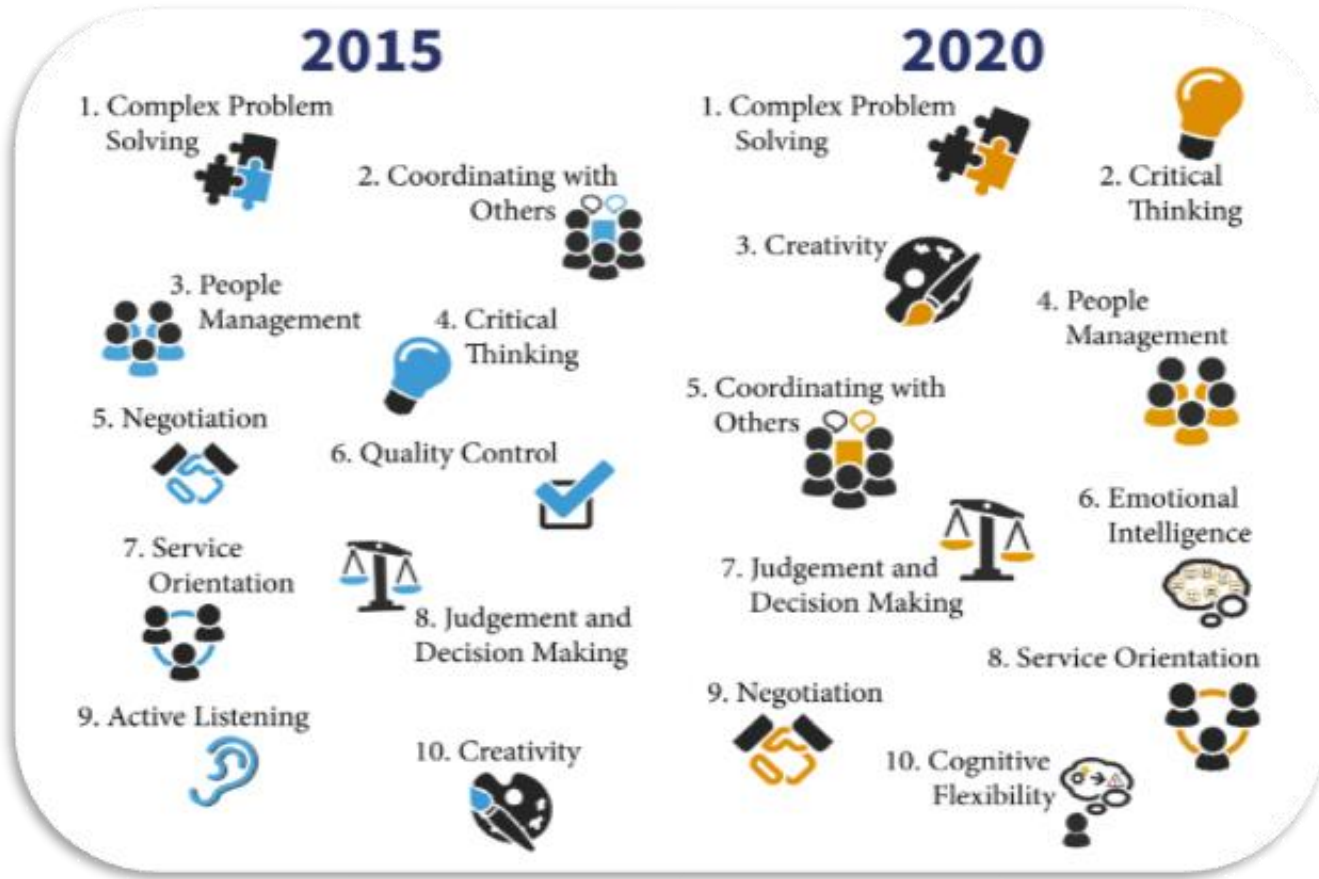 2015
1. Complex Problem
Solving
2. Coordinating with
Others
3. People
Management
4. Critical
Thinking
5. Negotiation
6. Quality Control
7. Service
Orientation
8. Judgement and
Decision Making
9. Active Listening
10. Creativity
2020
1. Complex Problem
Solving
2. Critical
Thinking
3. Creativity
4. People
Management
5. Coordinating with
Others
6. Emotional
Intelligence
7. Judgement and
Decision Making
8. Service Orientation
9. Negotiation
10. Cognitive
Flexibility